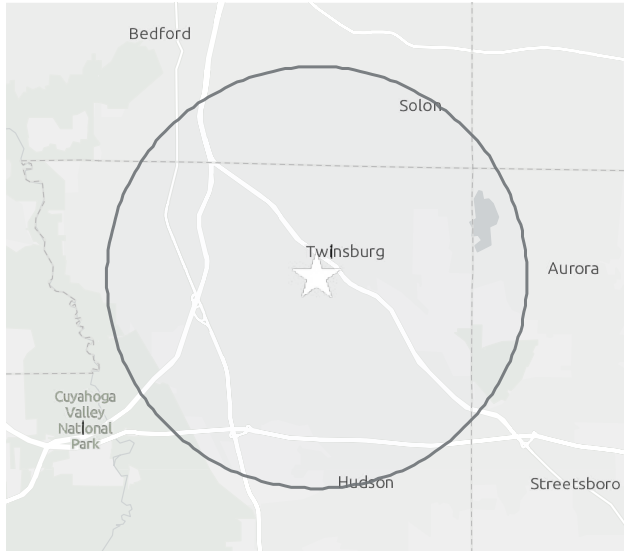 Bedford
Solon
Twinsburg
Aurora
Cuyahoga
Valley
National
Park
Hudson
Streetsboro